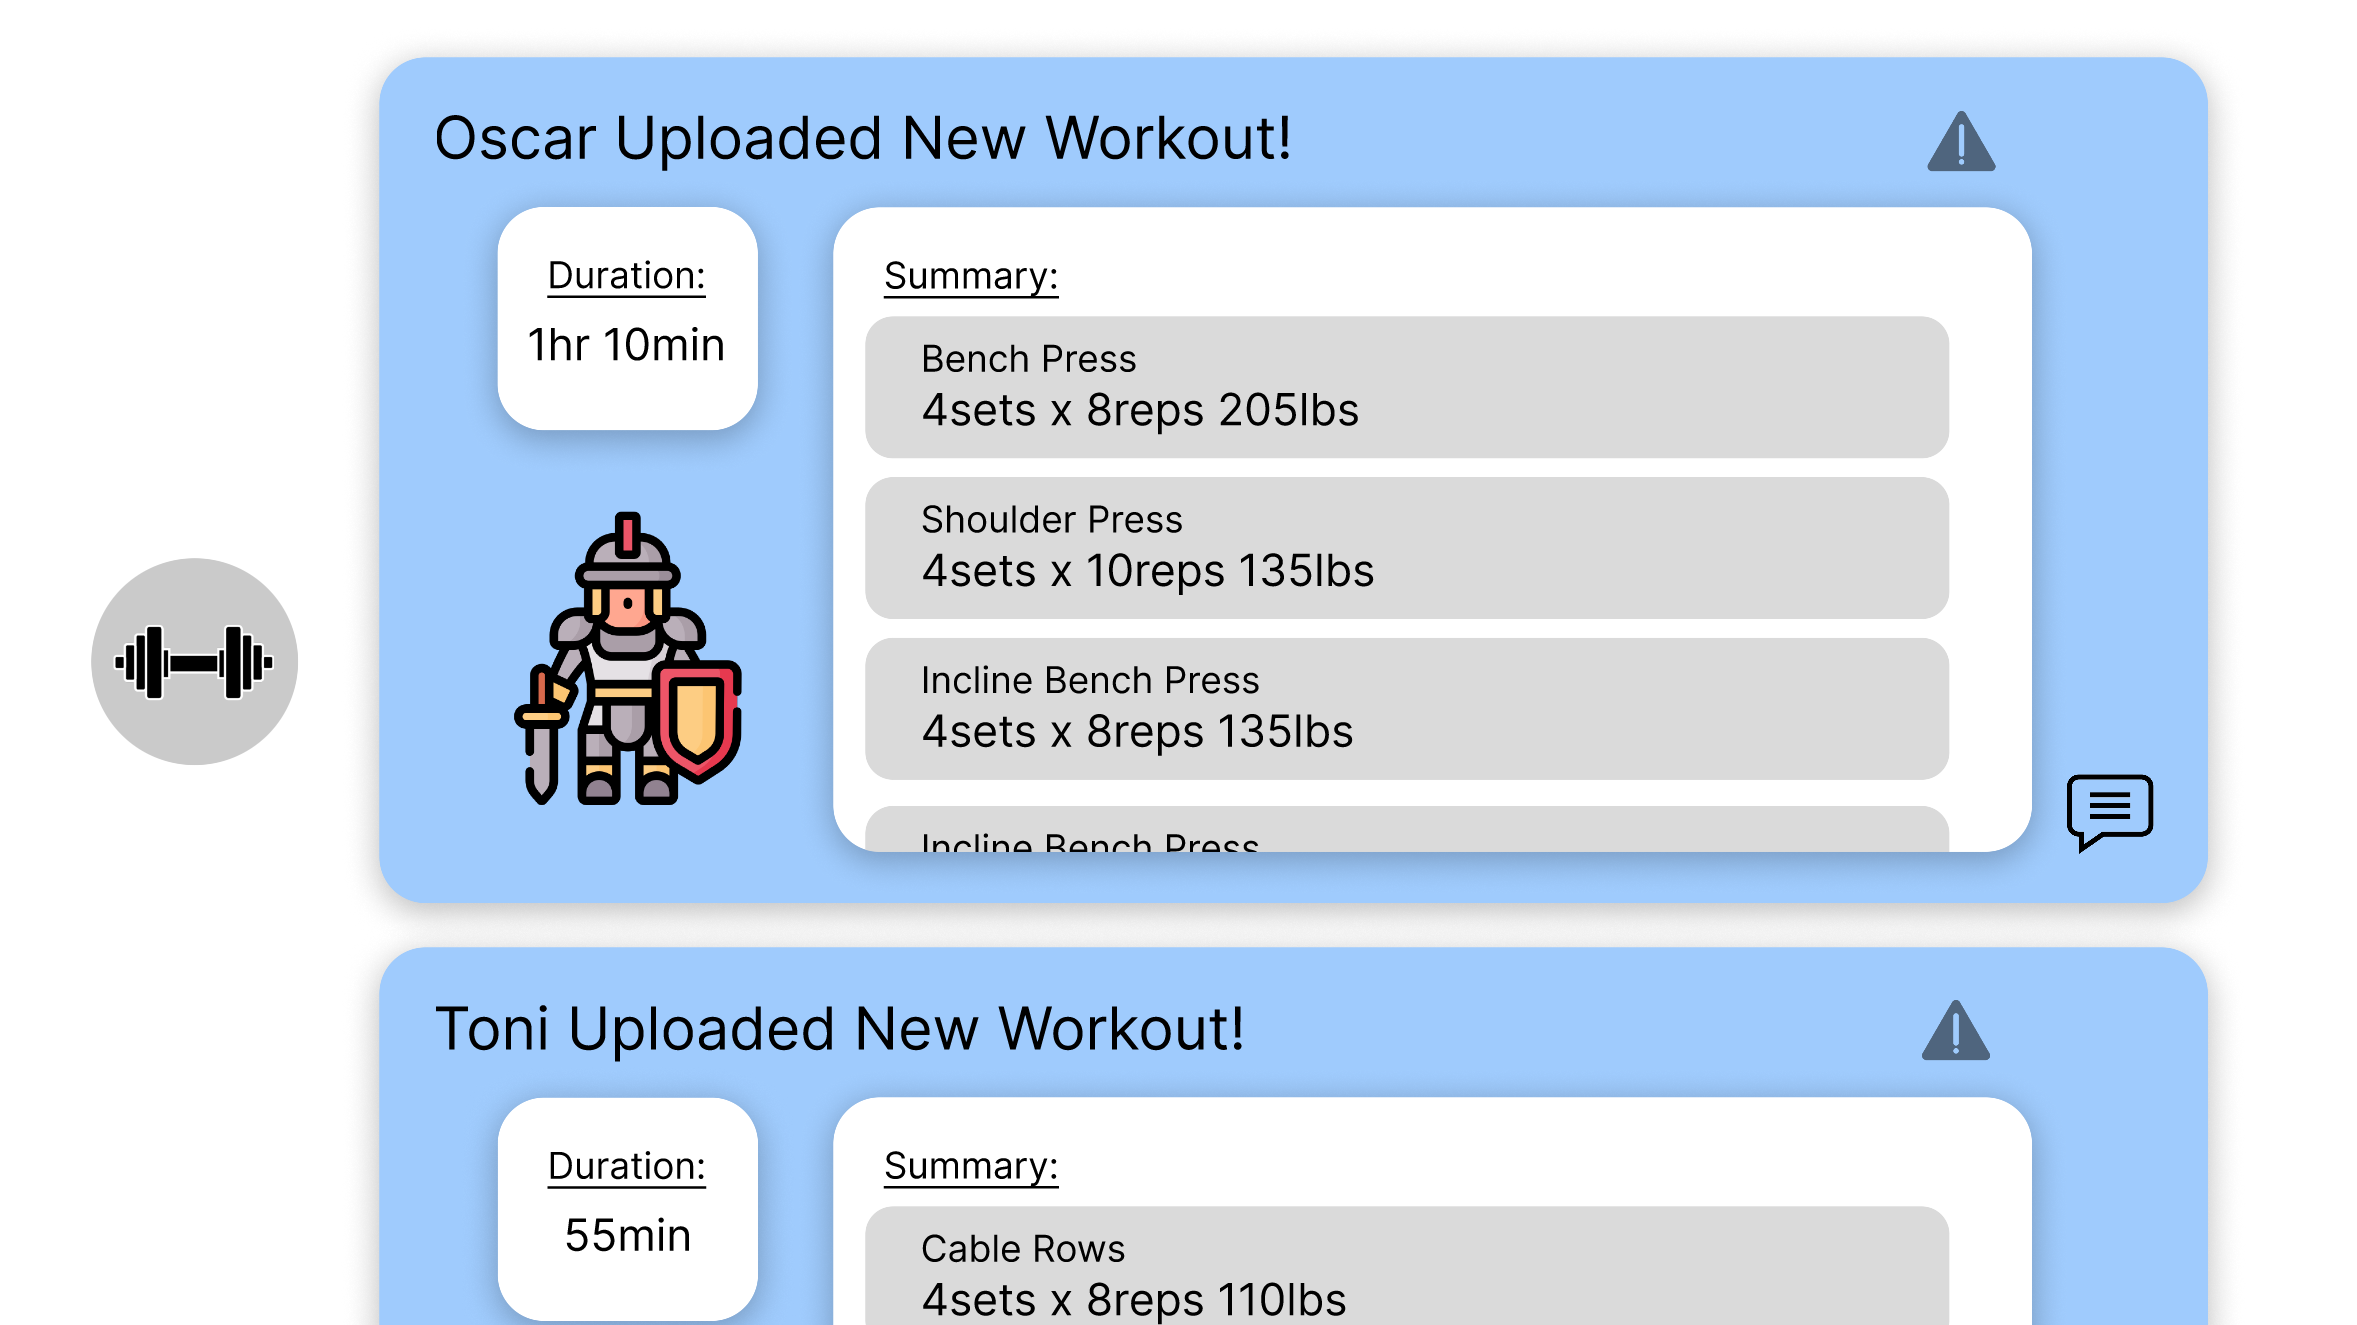 Oscar Uploaded New Workout!
Duration:
1hr 10min
Summary:
Bench Press
4sets x 8reps 205lbs
Shoulder Press
4sets x 10reps 135lbs
Incline Bench Press
4sets x 8reps 135lbs
Incline Bench Press
Toni Uploaded New Workout!
Duration:
55min
Summary:
Cable Rows
4sets x 8reps 110lbs